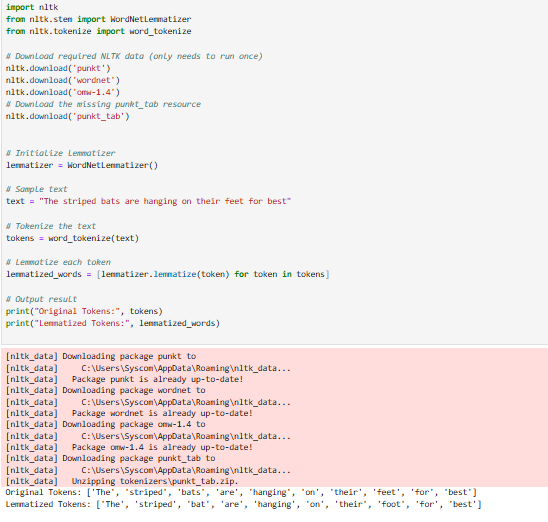 import nltk
from nltk.stem import WordNetLemmatizer
from nltk.tokenize import word_tokenize
# Download required NLTK data (only needs to run once)
nltk.download('punkt')
nltk.download('wordnet')
nltk.download('omw-1.4')
# Download the missing punkt_tab resource
nltk.download('punkt_tab')
# Initialize Lemmatizer
lemmatizer = WordNetLemmatizer()
# Sample text
text = "The striped bats are hanging on their feet for best"
# Tokenize the text
tokens = word_tokenize(text)
# Lemmatize each token
lemmatized_words = [lemmatizer.lemmatize(token) for token in tokens]
# Output result
print("Original Tokens:", tokens)
print("Lemmatized Tokens:", lemmatized_words)
[nltk_data] Downloading package punkt to
[nltk_data]     C:\Users\Syscom\AppData\Roaming\nltk_data...
[nltk_data]   Package punkt is already up-to-date!
[nltk_data] Downloading package wordnet to
[nltk_data]     C:\Users\Syscom\AppData\Roaming\nltk_data...
[nltk_data]   Package wordnet is already up-to-date!
[nltk_data] Downloading package omw-1.4 to
[nltk_data]     C:\Users\Syscom\AppData\Roaming\nltk_data...
[nltk_data]   Package omw-1.4 is already up-to-date!
[nltk_data] Downloading package punkt_tab to
[nltk_data]     C:\Users\Syscom\AppData\Roaming\nltk_data...
[nltk_data]   Unzipping tokenizers\punkt_tab.zip.
Original Tokens: ['The', 'striped', 'bats', 'are', 'hanging', 'on', 'their', 'feet', 'for', 'best']
Lemmatized Tokens: ['The', 'striped', 'bat', 'are', 'hanging', 'on', 'their', 'foot', 'for', 'best']